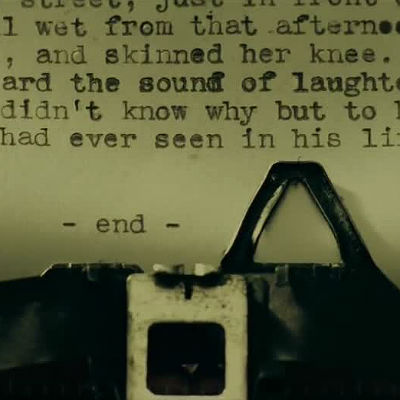 street, just in front
l wet from that afternoo
, and skinned her knee.
ard the sound of laughte
didn't know why but to h
had ever seen in his li
- end -